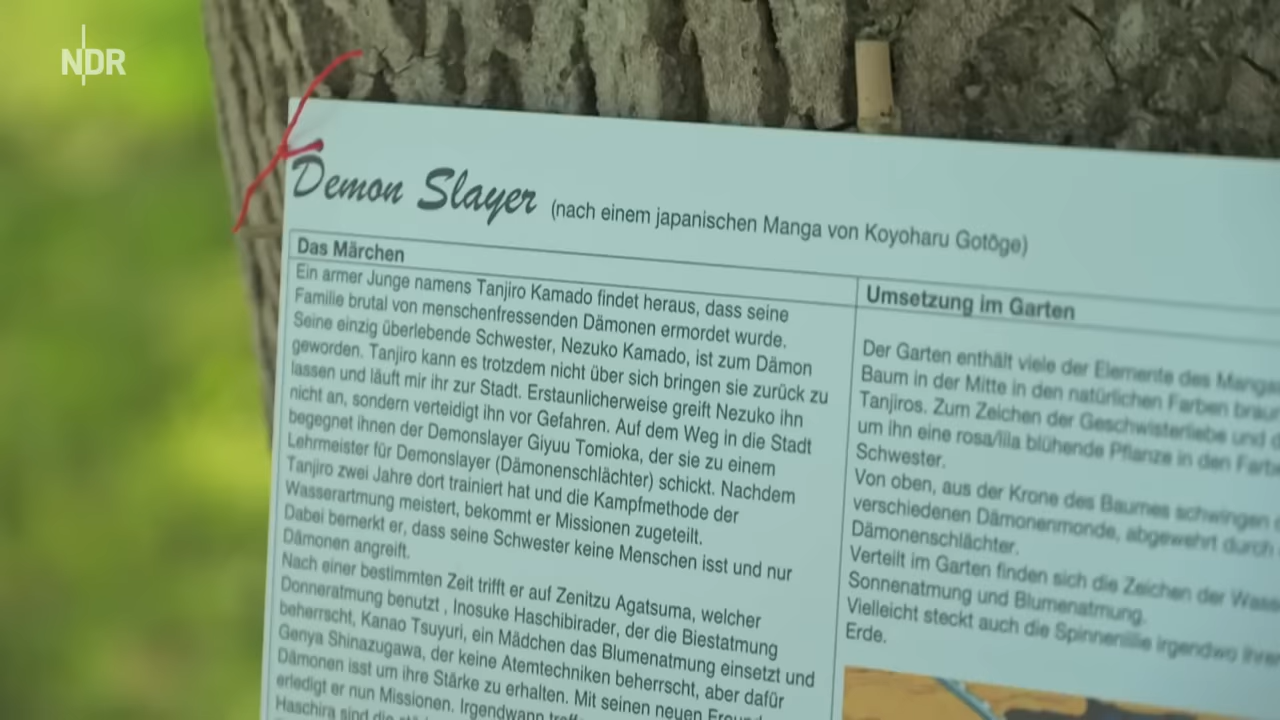 NDR
Demon Slayer (nach einem japanischen Manga von Koyoharu Gotōge)
Das Märchen
Ein armer Junge namens Tanjiro Kamado findet heraus, dass seine
Familie brutal von menschenfressenden Dämonen ermordet wurde.
Seine einzig überlebende Schwester, Nezuko Kamado, ist zum Dämon
geworden. Tanjiro kann es trotzdem nicht über sich bringen sie zurück zu
lassen und läuft mir ihr zur Stadt. Erstaunlicherweise greift Nezuko ihn
nicht an, sondern verteidigt ihn vor Gefahren. Auf dem Weg in die Stadt
begegnet ihnen der Demonslayer Giyuu Tomioka, der sie zu einem
Lehrmeister für Demonslayer (Dämonenschlächter) schickt. Nachdem
Tanjiro zwei Jahre dort trainiert hat und die Kampfmethode der
Wasserartmung meistert, bekommt er Missionen zugeteilt.
Dabei bemerkt er, dass seine Schwester keine Menschen isst und nur
Dämonen angreift.
Nach einer bestimmten Zeit trifft er auf Zenitzu Agatsuma, welcher
Donneratmung benutzt , Inosuke Haschibirader, der die Biestatmung
beherrscht, Kanao Tsuyuri, ein Mädchen das Blumenatmung einsetzt und
Genya Shinazugawa, der keine Atemtechniken beherrscht, aber dafür
Dämonen isst um ihre Stärke zu erhalten. Mit seinen neuen
erledigt er nun Missionen. Irgendwann
Haschira sind die
Umsetzung im Garten
Der Garten enthält viele der Elemente des
Baum in der Mitte in den natürlichen Farben
Tanjiros. Zum Zeichen der Geschwisterliebe und
um ihn eine rosa/lila blühende Pflanze in den
Schwester.
Von oben, aus der Krone des Baumes schwingen
verschiedenen Dämonenmonde, abgewehrt durch
Dämonenschlächter.
Verteilt im Garten finden sich die Zeichen der
Sonnenatmung und Blumenatmung.
Vielleicht steckt auch die Spinnenlilie irgendwo
Erde.